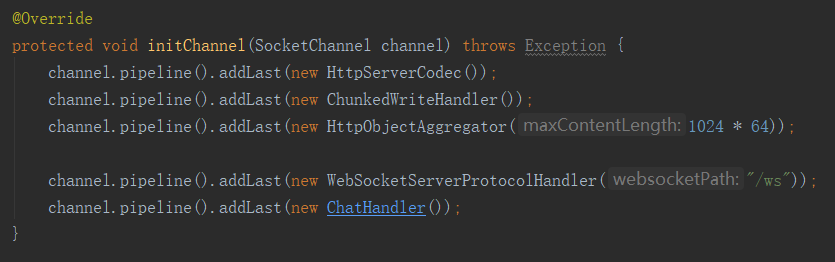 @Override
protected void initChannel(SocketChannel channel) throws Exception {
channel.pipeline().addLast(new HttpServerCodec());
channel.pipeline().addLast(new ChunkedWriteHandler());
channel.pipeline().addLast(new HttpObjectAggregator( maxContentLength: 1024 * 64));
channel.pipeline().addLast(new WebSocketServerProtocolHandler( websocketPath: "/ws"));
channel.pipeline().addLast(new ChatHandler());
}